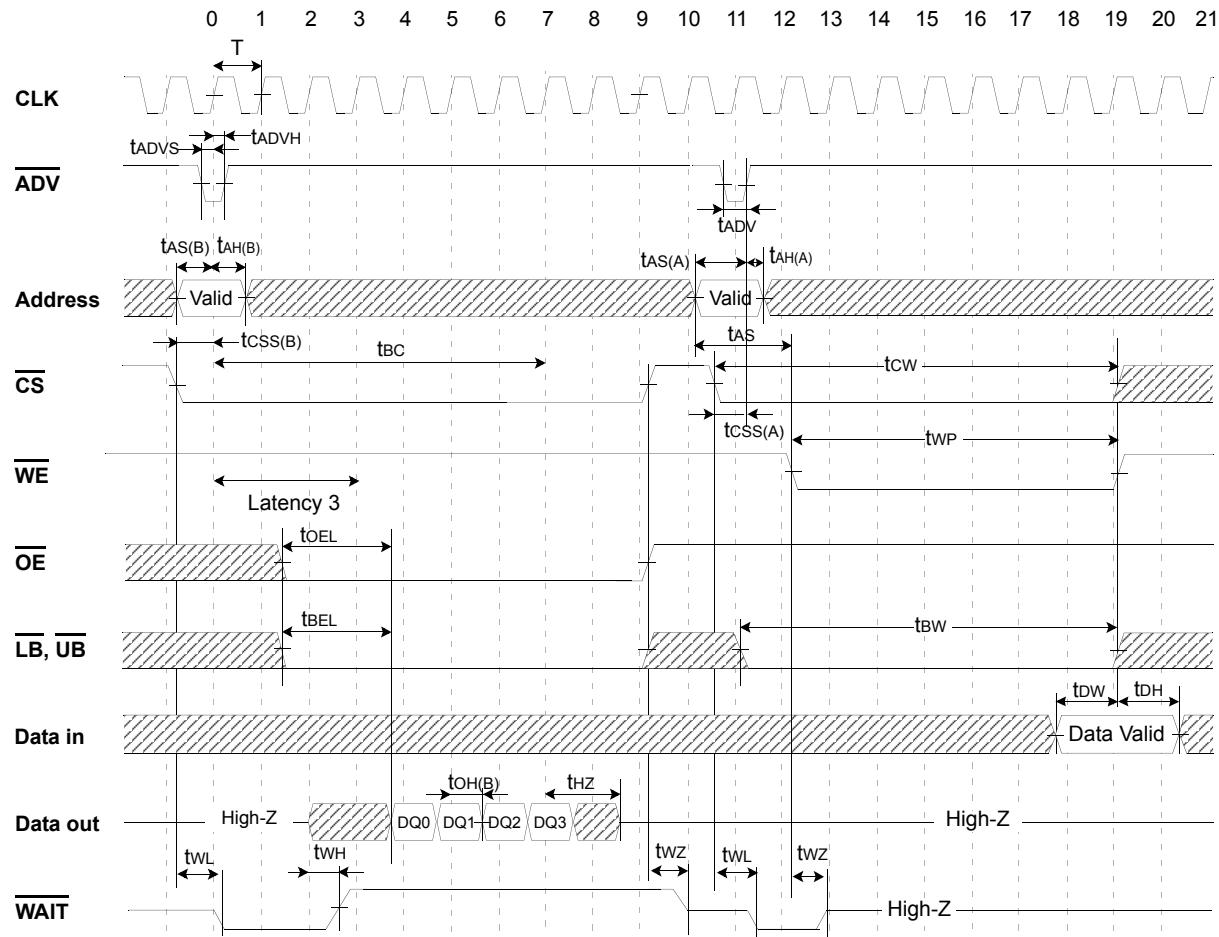 0 1 2 3 4 5 6 7 8 9 10 11 12 13 14 15 16 17 18 19 20 21
T
CLK
tADVH
tADVS
ADV
tADV
tAS(B) tAH(B) tAS(A) tAH(A)
Address Valid Valid
tCSS(B) tAS
tBC tCW
CS
tCSS(A) tWP
WE
Latency 3
tOEL
OE
tBEL tBW
LB, UB
tDW tDH
Data in Data Valid
tOH(B) tHZ
Data out High-Z DQ0 DQ1 DQ2 DQ3 High-Z
tWL tWH tWZ tWL tWZ
WAIT High-Z